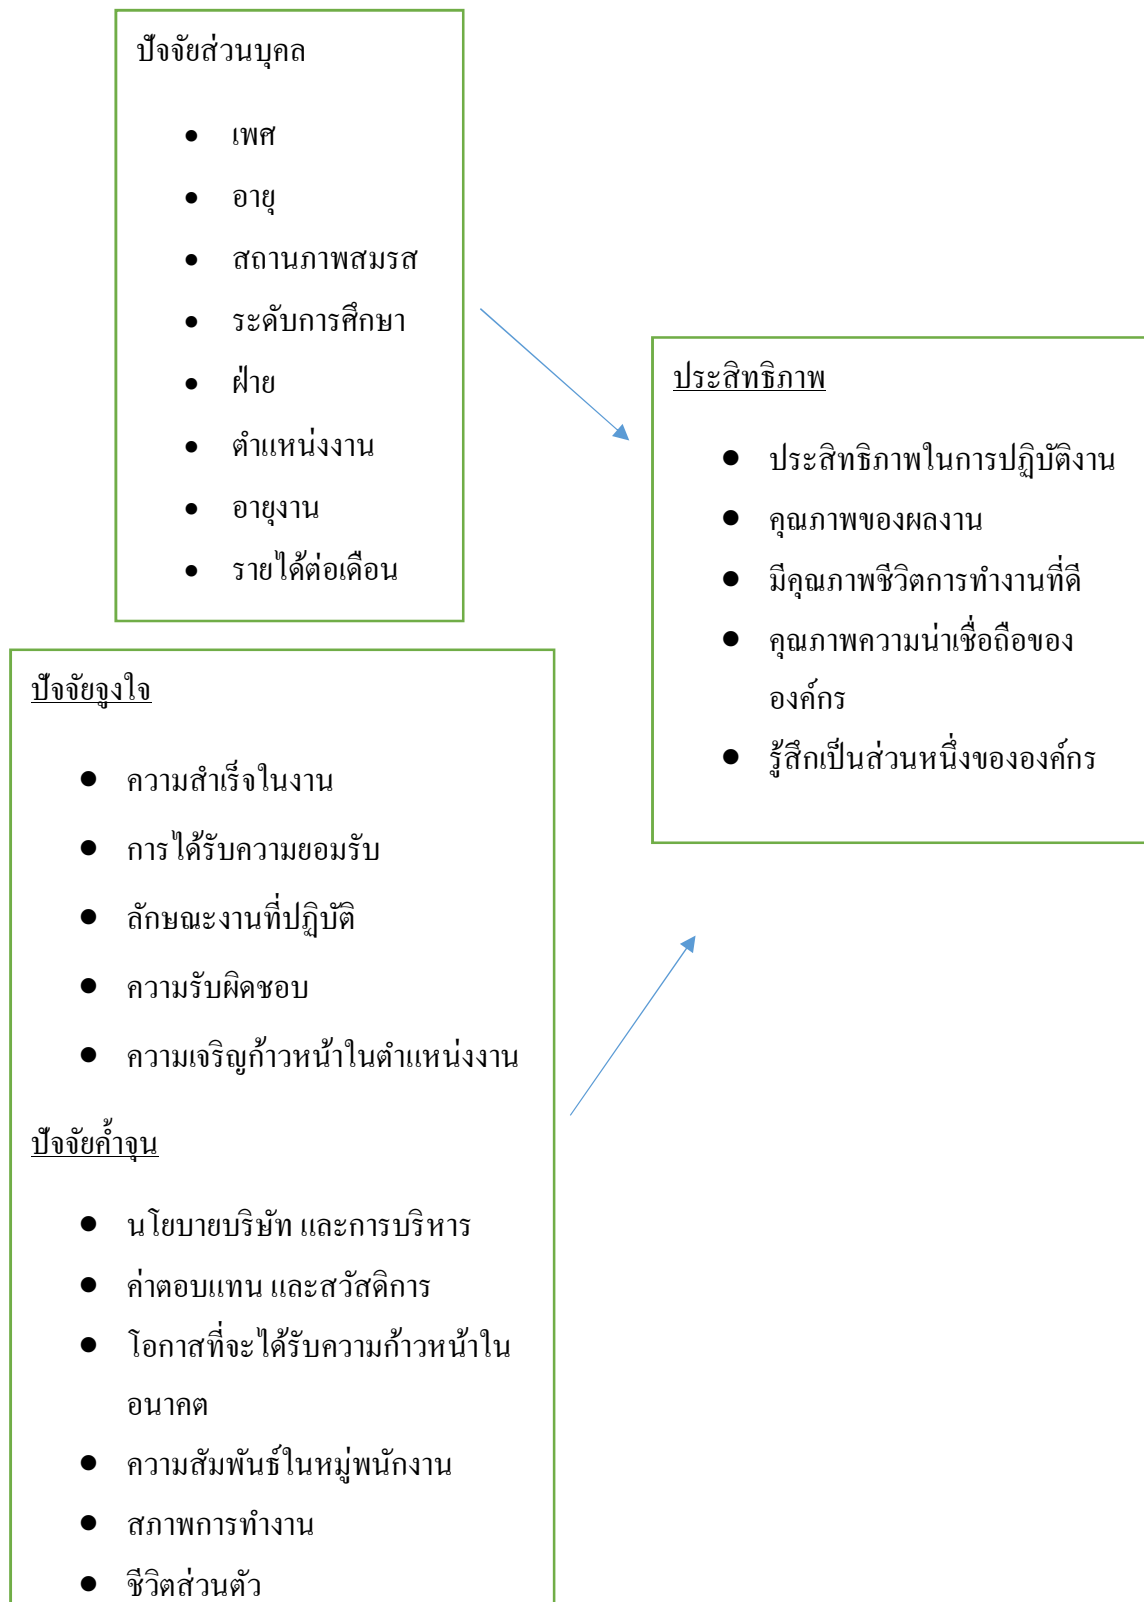 ปัจจัยส่วนบุคล
เพศ
อายุ
สถานภาพสมรส
ระดับการศึกษา
ฝ่าย
ตำแหน่งงาน
อายุงาน
รายได้ต่อเดือน
ประสิทธิภาพ
ประสิทธิภาพในการปฏิบัติงาน
คุณภาพของผลงาน
มีคุณภาพชีวิตการทำงานที่ดี
คุณภาพความน่าเชื่อถือของ
องค์กร
รู้สึกเป็นส่วนหนึ่งขององค์กร
ปัจจัยจูงใจ
ความสำเร็จในงาน
การได้รับความยอมรับ
ลักษณะงานที่ปฏิบัติ
ความรับผิดชอบ
ความเจริญก้าวหน้าในตำแหน่งงาน
ปัจจัยค้ำจุน
นโยบายบริษัท และการบริหาร
ค่าตอบแทน และสวัสดิการ
โอกาสที่จะได้รับความก้าวหน้าใน
อนาคต
ความสัมพันธ์ในหมู่พนักงาน
สภาพการทำงาน
ชีวิตส่วนตัว